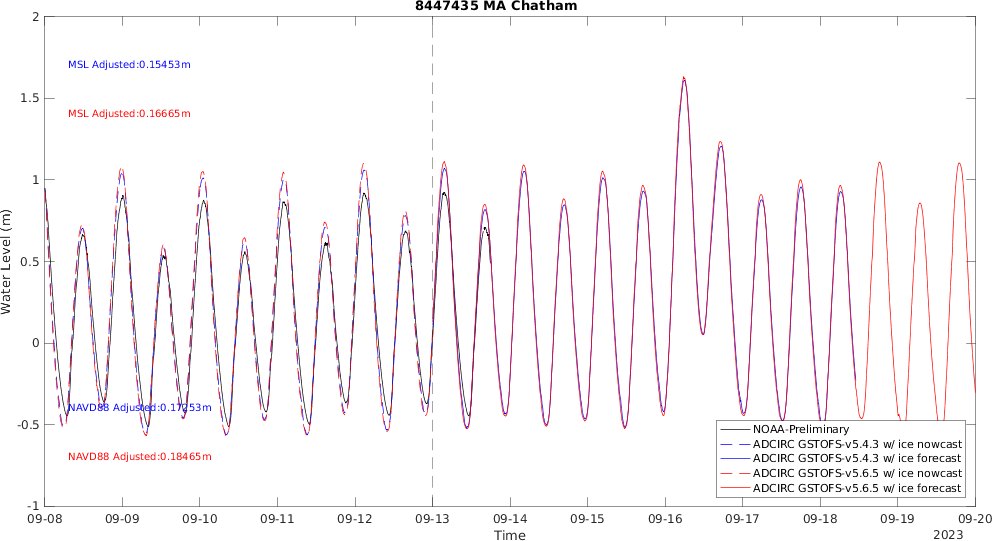 8447435 MA Chatham
2
1.5
1
0.5
0
-0.5
-1
Water Level (m)
MSL Adjusted:0.15453m
MSL Adjusted:0.16665m
NAVD88 Adjusted:0.17253m
NAVD88 Adjusted:0.18465m
NOAA-Preliminary
ADCIRC GSTOFS-v5.4.3 w/ ice nowcast
ADCIRC GSTOFS-v5.4.3 w/ ice forecast
ADCIRC GSTOFS-v5.6.5 w/ ice nowcast
ADCIRC GSTOFS-v5.6.5 w/ ice forecast
09-08 09-09 09-10 09-11 09-12 09-13 09-14 09-15 09-16 09-17 09-18 09-19 09-20
Time
2023